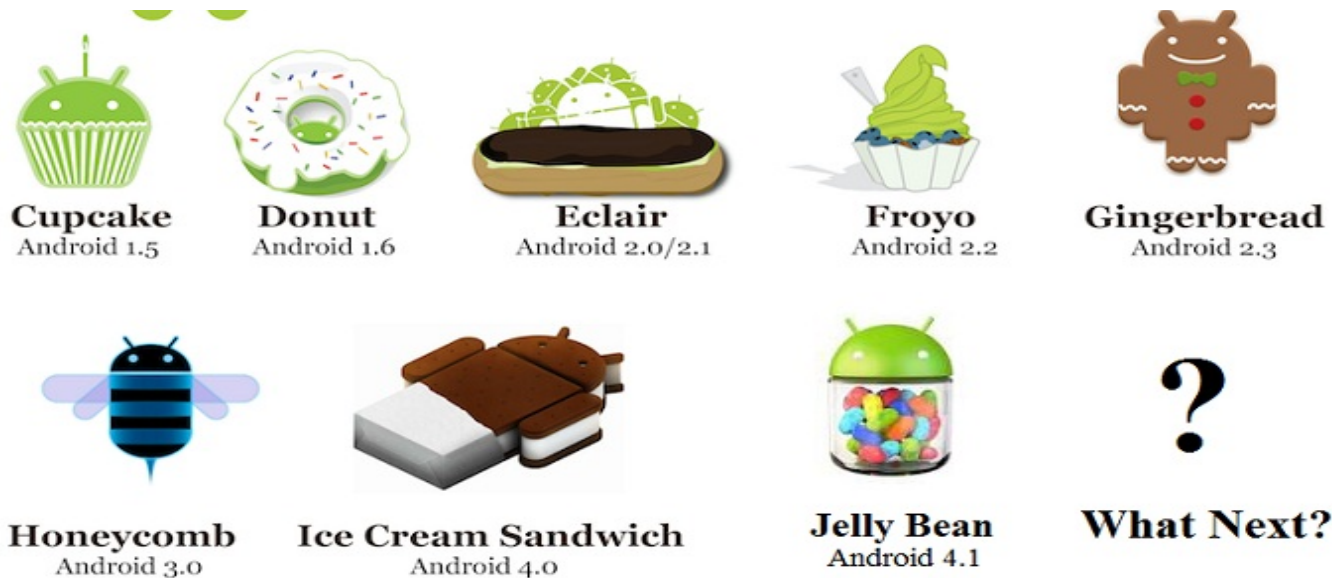 Cupcake
Android 1.5
Donut
Android 1.6
Eclair
Android 2.0/2.1
Froyo
Android 2.2
Gingerbread
Android 2.3
Honeycomb
Android 3.0
Ice Cream Sandwich
Android 4.0
Jelly Bean
Android 4.1
?
What Next?